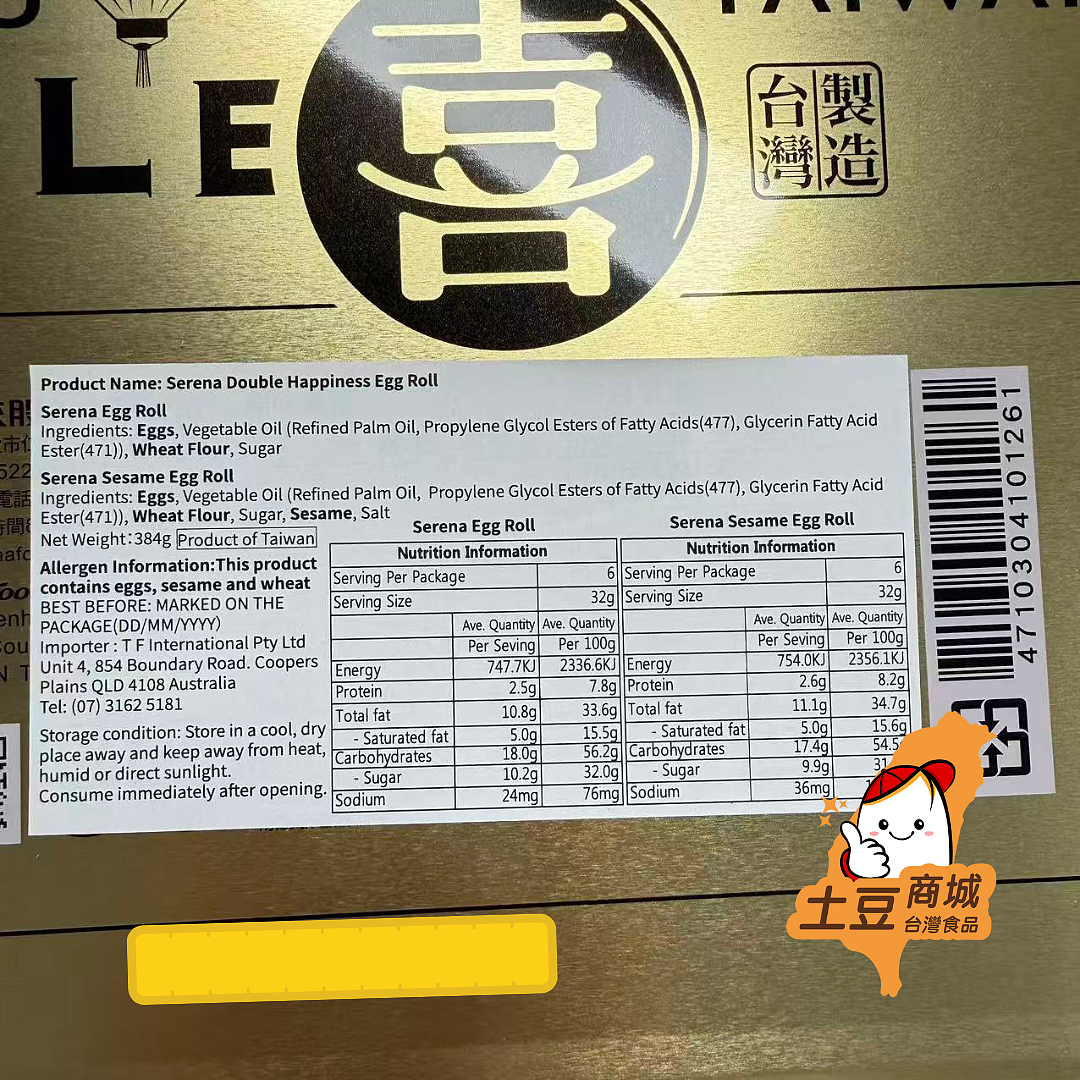 LE
囍
台灣
製造
Product Name: Serena Double Happiness Egg Roll
Serena Egg Roll
Ingredients: Eggs, Vegetable Oil (Refined Palm Oil, Propylene Glycol Esters of Fatty Acids(477), Glycerin Fatty Acid
Ester(471)), Wheat Flour, Sugar
Serena Sesame Egg Roll
Ingredients: Eggs, Vegetable Oil (Refined Palm Oil, Propylene Glycol Esters of Fatty Acids(477), Glycerin Fatty Acid
Ester(471)), Wheat Flour, Sugar, Sesame, Salt
Net Weight:384g Product of Taiwan
Allergen Information:This product
contains eggs, sesame and wheat
BEST BEFORE: MARKED ON THE
PACKAGE(DD/MM/YYYY)
Importer : T F International Pty Ltd
Unit 4, 854 Boundary Road. Coopers
Plains QLD 4108 Australia
Tel: (07) 3162 5181
Storage condition: Store in a cool, dry
place away and keep away from heat,
humid or direct sunlight.
Consume immediately after opening.
Serena Egg Roll
Nutrition Information
Serving Per Package 6
Serving Size 32g
Ave. Quantity Ave. Quantity
Per Seving Per 100g
Energy 747.7KJ 2336.6KJ
Protein 2.5g 7.8g
Total fat 10.8g 33.6g
- Saturated fat 5.0g 15.5g
Carbohydrates 18.0g 56.2g
- Sugar 10.2g 32.0g
Sodium 24mg 76mg
Serena Sesame Egg Roll
Nutrition Information
Serving Per Package 6
Serving Size 32g
Ave. Quantity Ave. Quantity
Per Seving Per 100g
Energy 754.0KJ 2356.1KJ
Protein 2.6g 8.2g
Total fat 11.1g 34.7g
- Saturated fat 5.0g 15.6g
Carbohydrates 17.4g 54.5
- Sugar 9.9g
Sodium 36mg
4710304101261
土豆商城
台灣食品